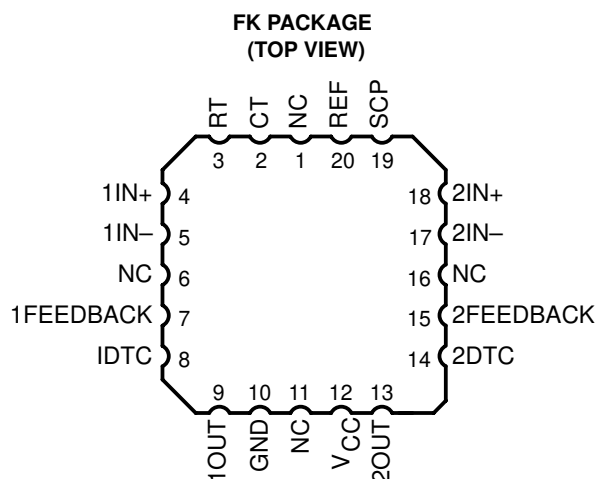 FK PACKAGE
(TOP VIEW)
RT CT NC REF SCP
3 2 1 20 19
1IN+ 4 18 2IN+
1IN– 5 17 2IN–
NC 6 16 NC
1FEEDBACK 7 15 2FEEDBACK
IDTC 8 14 2DTC
9 10 11 12 13
1OUT GND NC VCC 2OUT